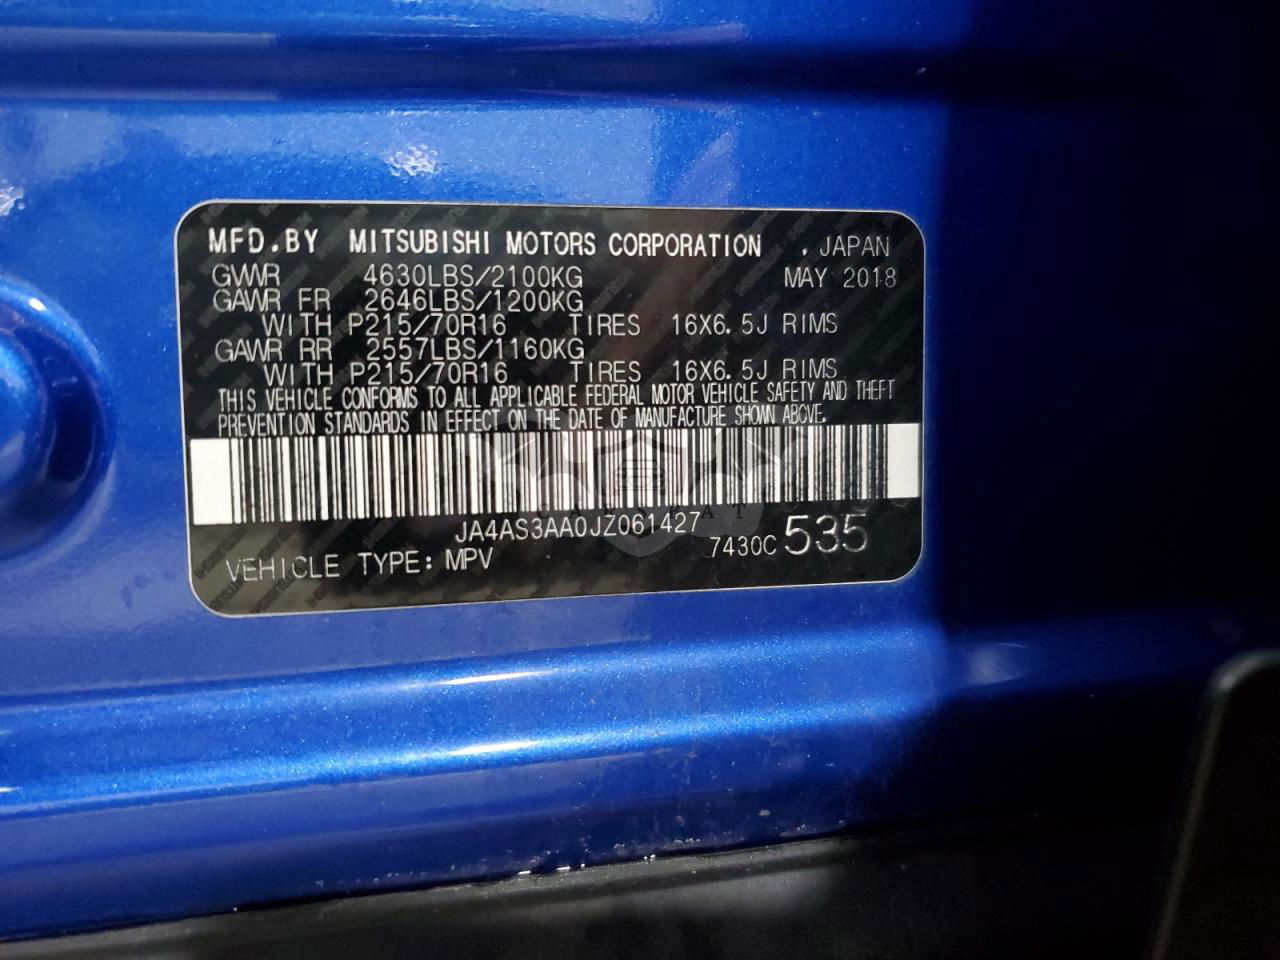 MFD.BY MITSUBISHI MOTORS CORPORATION , JAPAN
GVWR 4630LBS/2100KG MAY 2018
GAWR FR 2646LBS/1200KG
WITH P215/70R16 TIRES 16X6.5J RIMS
GAWR RR 2557LBS/1160KG
WITH P215/70R16 TIRES 16X6.5J RIMS
THIS VEHICLE CONFORMS TO ALL APPLICABLE FEDERAL MOTOR VEHICLE SAFETY AND THEFT
PREVENTION STANDARDS IN EFFECT ON THE DATE OF MANUFACTURE SHOWN ABOVE.
JA4AS3AA0JZ061427
VEHICLE TYPE: MPV 7430C 535